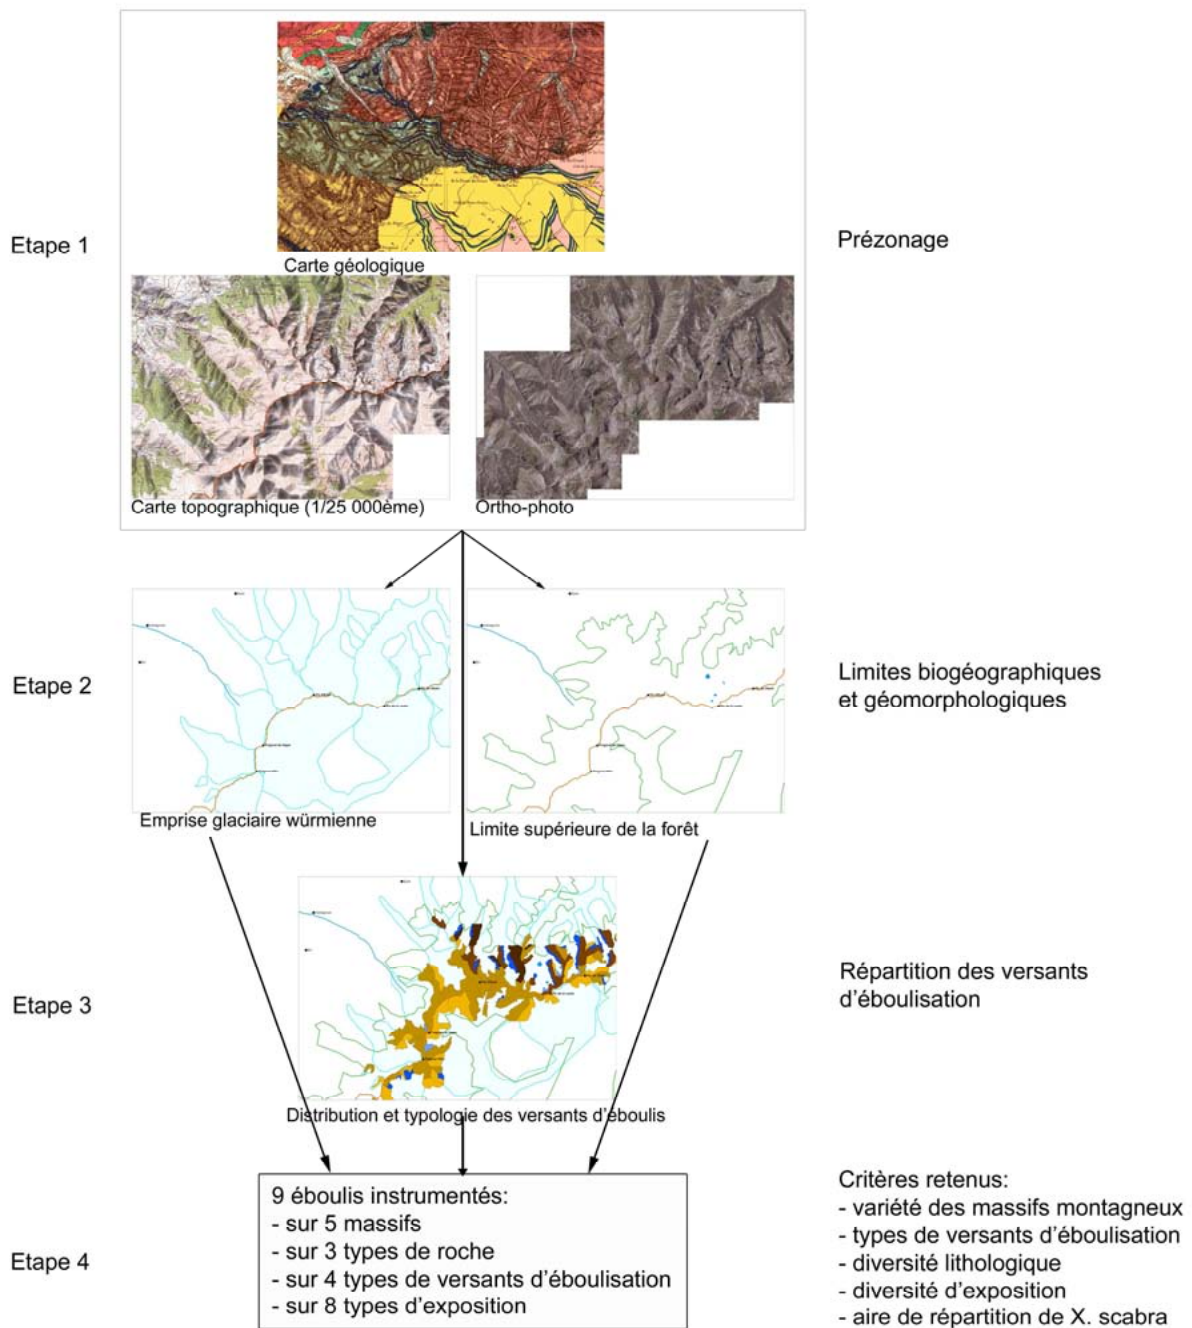 Etape 1
Carte géologique
Carte topographique (1/25 000ème)
Ortho-photo
Prézonage
Etape 2
Emprise glaciaire würmienne
Limite supérieure de la forêt
Limites biogéographiques
et géomorphologiques
Etape 3
Distribution et typologie des versants d'éboulis
Répartition des versants
d'éboulisation
Etape 4
9 éboulis instrumentés:
- sur 5 massifs
- sur 3 types de roche
- sur 4 types de versants d'éboulisation
- sur 8 types d'exposition
Critères retenus:
- variété des massifs montagneux
- types de versants d'éboulisation
- diversité lithologique
- diversité d'exposition
- aire de répartition de X. scabra